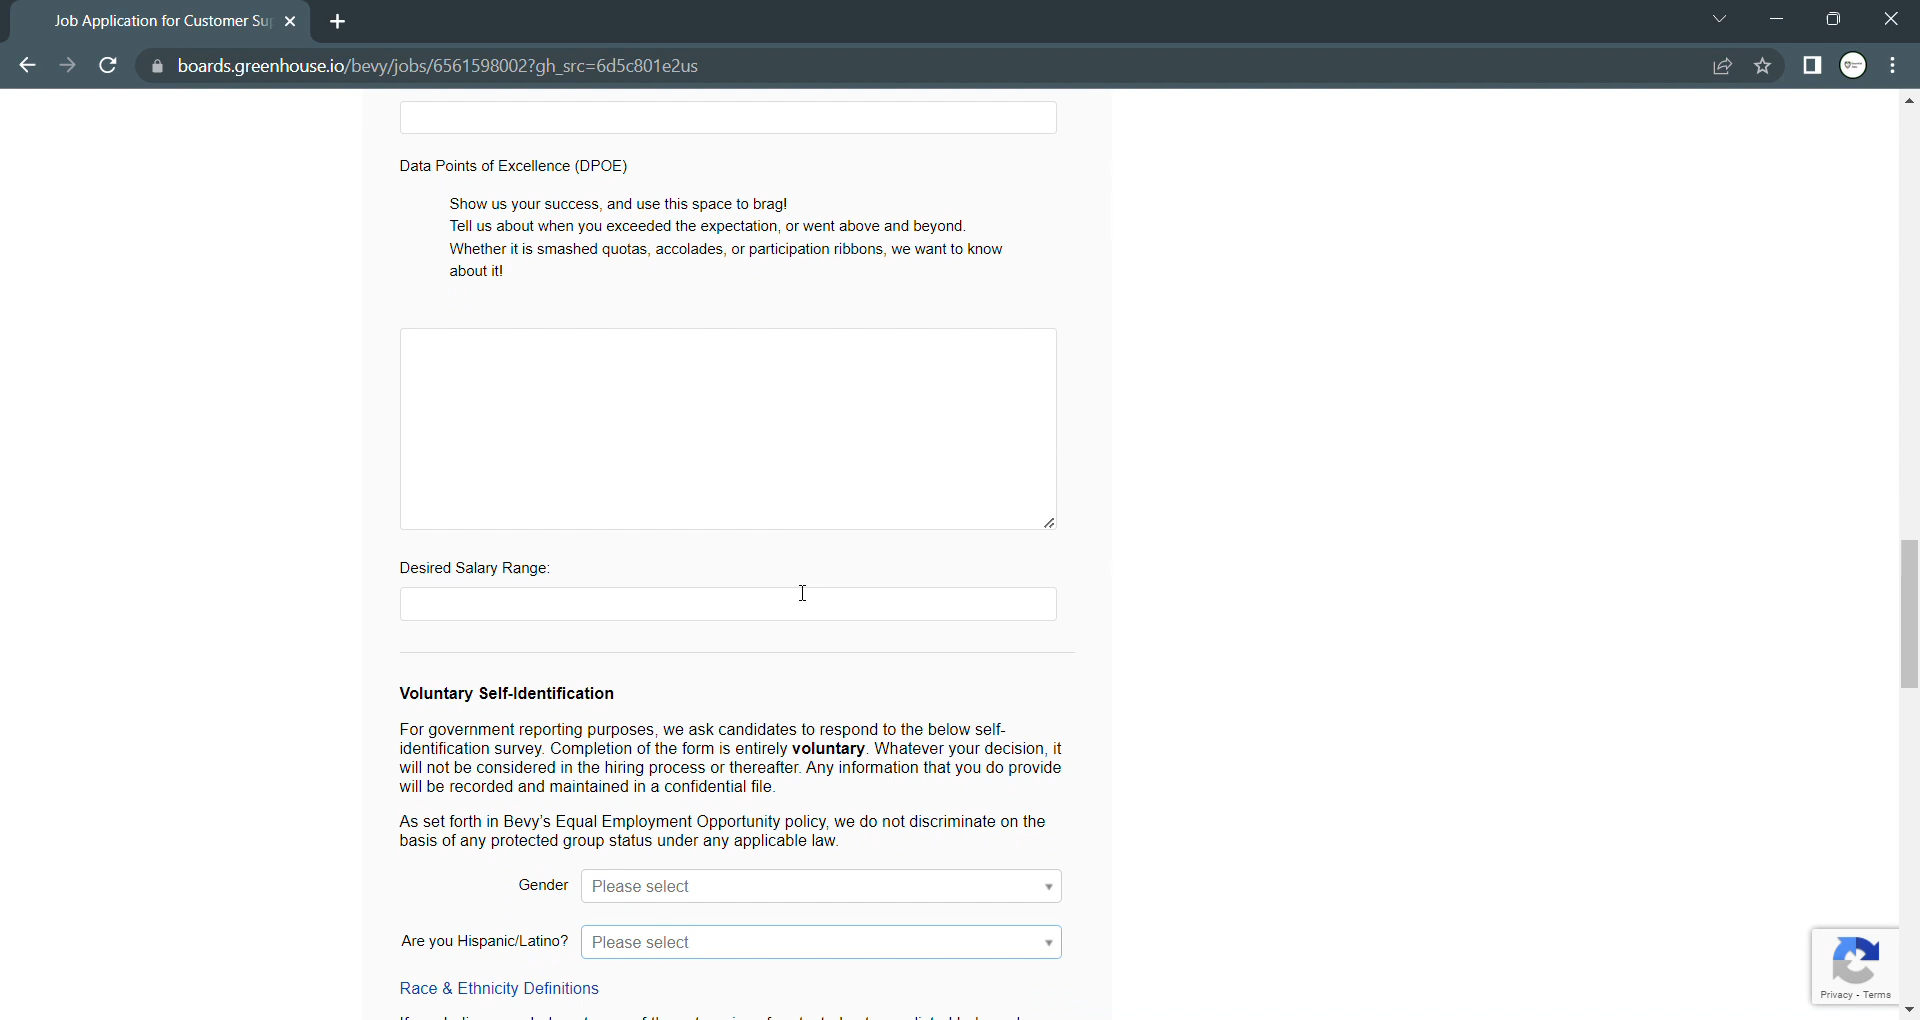 Job Application for Customer Su
boards.greenhouse.io/bevy/jobs/6561598002?gh_src=6d5c801e2us
Data Points of Excellence (DPOE)
Show us your success, and use this space to brag!
Tell us about when you exceeded the expectation, or went above and beyond.
Whether it is smashed quotas, accolades, or participation ribbons, we want to know
about it!
Desired Salary Range:
Voluntary Self-Identification
For government reporting purposes, we ask candidates to respond to the below self-
identification survey. Completion of the form is entirely voluntary. Whatever your decision, it
will not be considered in the hiring process or thereafter. Any information that you do provide
will be recorded and maintained in a confidential file.
As set forth in Bevy's Equal Employment Opportunity policy, we do not discriminate on the
basis of any protected group status under any applicable law.
Gender Please select
Are you Hispanic/Latino? Please select
Race & Ethnicity Definitions
Privacy - Terms